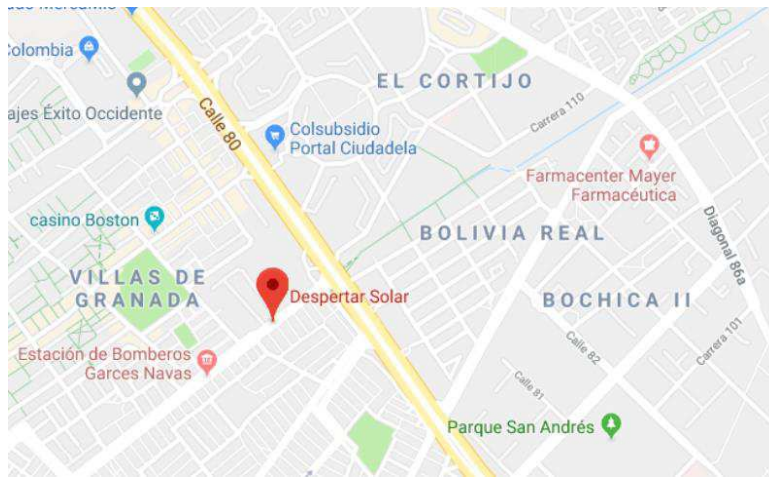 Colombia
EL CORTIJO
ajes Éxito Occidente
Calle 80
Carrera 110
Colsubsidio
Portal Ciudadela
Farmacenter Mayer
Farmacéutica
casino Boston
BOLIVIA REAL
Diagonal 86a
VILLAS DE
GRANADA
Despertar Solar
BOCHICA II
Estación de Bomberos
Garces Navas
Calle 82
Carrera 101
Calle 81
Parque San Andrés